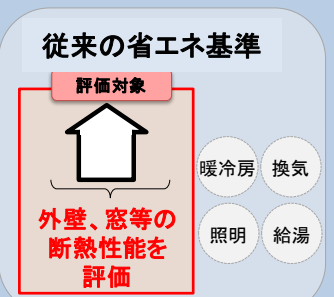 従来の省エネ基準
評価対象
外壁、窓等の
断熱性能を
評価
暖冷房
換気
照明
給湯